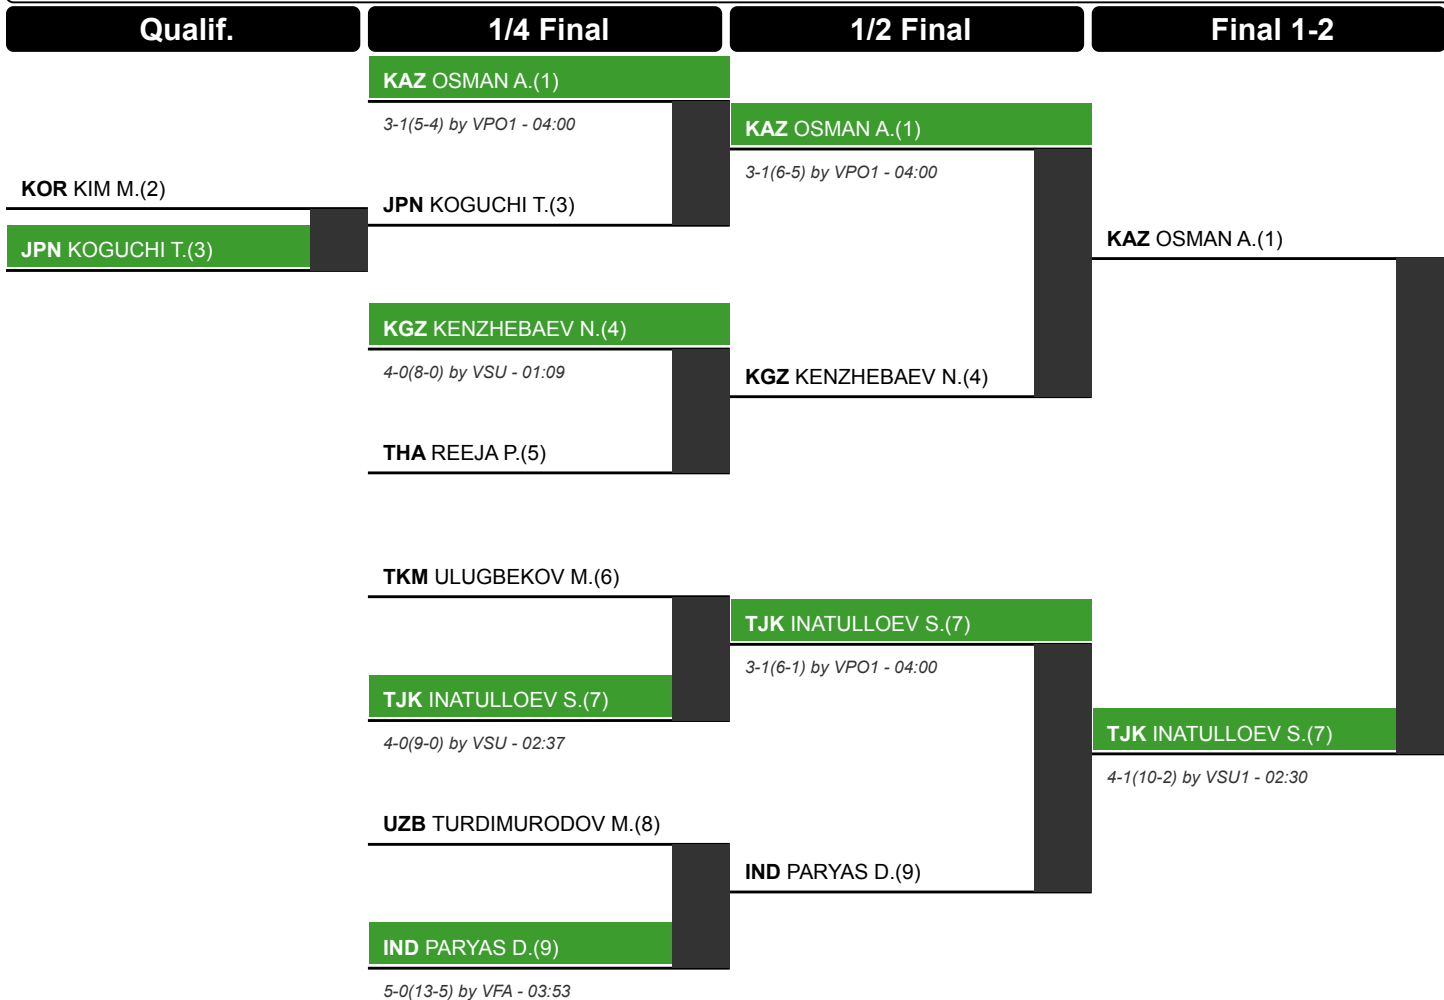 Qualif.
1/4 Final
1/2 Final
Final 1-2
KOR KIM M.(2)
JPN KOGUCHI T.(3)
KAZ OSMAN A.(1)
3-1(5-4) by VPO1 - 04:00
JPN KOGUCHI T.(3)
KGZ KENZHEBAEV N.(4)
4-0(8-0) by VSU - 01:09
THA REEJA P.(5)
TKM ULUGBEKOV M.(6)
TJK INATULLOEV S.(7)
4-0(9-0) by VSU - 02:37
UZB TURDIMURODOV M.(8)
IND PARYAS D.(9)
5-0(13-5) by VFA - 03:53
KAZ OSMAN A.(1)
3-1(6-5) by VPO1 - 04:00
KGZ KENZHEBAEV N.(4)
TJK INATULLOEV S.(7)
3-1(6-1) by VPO1 - 04:00
IND PARYAS D.(9)
KAZ OSMAN A.(1)
TJK INATULLOEV S.(7)
4-1(10-2) by VSU1 - 02:30